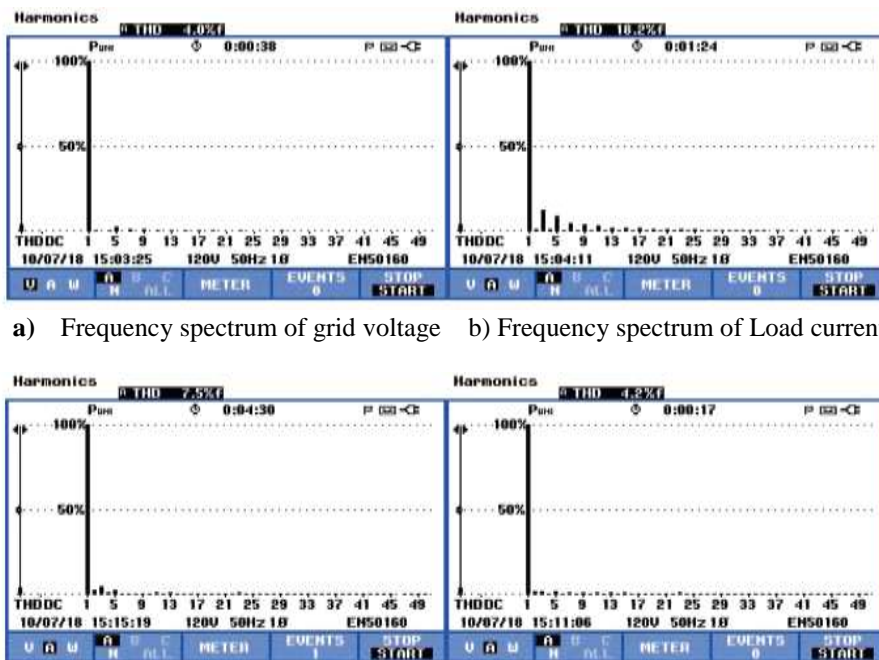 Harmonics
THD 4.0%f
Puni 0:00:38
100%
50%
THDDC 1 5 9 13 17 21 25 29 33 37 41 45 49
10/07/18 15:03:25 120V 50Hz 1Ø EN50160
V A W A B C N ALL METER EVENTS 0 STOP START
Harmonics
THD 18.2%f
Puni 0:01:24
100%
50%
THDDC 1 5 9 13 17 21 25 29 33 37 41 45 49
10/07/18 15:04:11 120V 50Hz 1Ø EN50160
V A W A B C N ALL METER EVENTS 0 STOP START
a) Frequency spectrum of grid voltage b) Frequency spectrum of Load curren
Harmonics
THD 7.5%f
Puni 0:04:30
100%
50%
THDDC 1 5 9 13 17 21 25 29 33 37 41 45 49
10/07/18 15:15:19 120V 50Hz 1Ø EN50160
V A W A B C N ALL METER EVENTS 1 STOP START
Harmonics
THD 4.2%f
Puni 0:00:17
100%
50%
THDDC 1 5 9 13 17 21 25 29 33 37 41 45 49
10/07/18 15:11:06 120V 50Hz 1Ø EN50160
V A W A B C N ALL METER EVENTS 0 STOP START